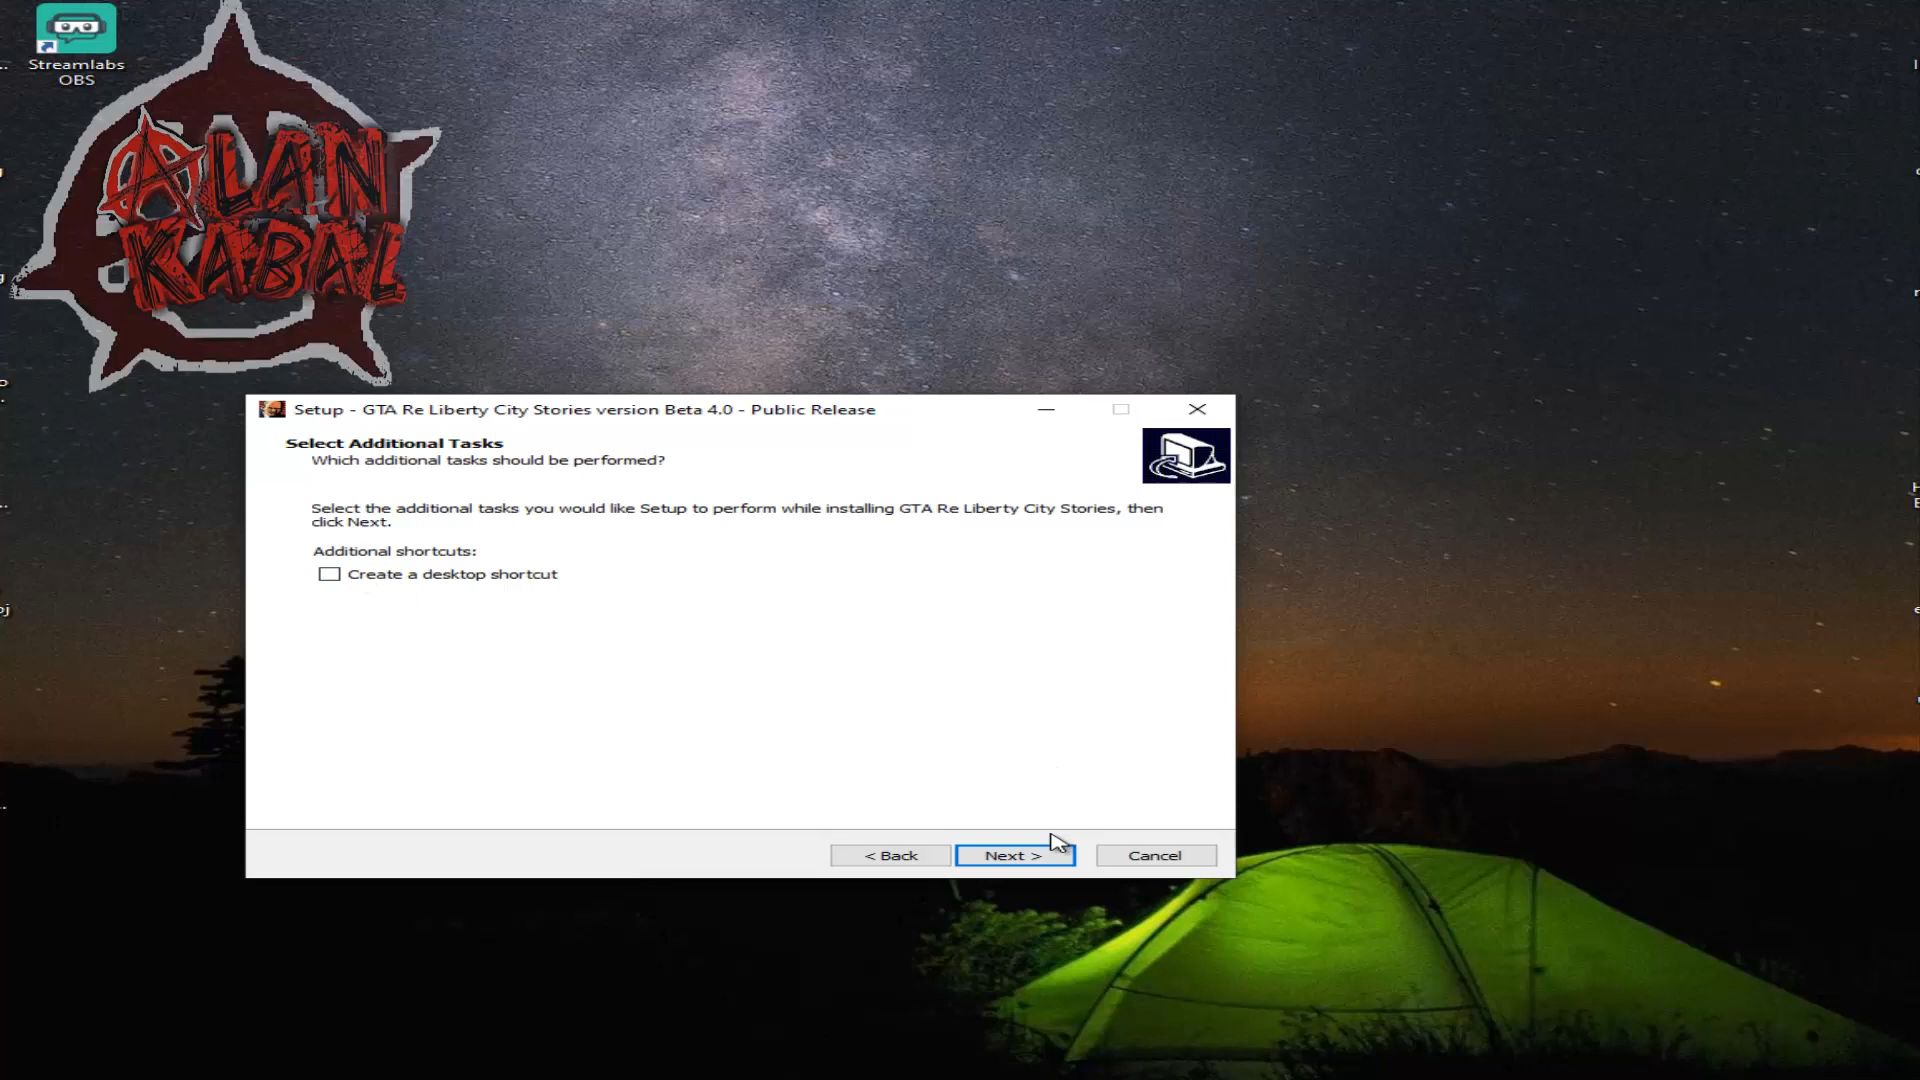 Streamlabs
OBS
ALAN
KABAL
Setup - GTA Re Liberty City Stories version Beta 4.0 - Public Release
Select Additional Tasks
Which additional tasks should be performed?
Select the additional tasks you would like Setup to perform while installing GTA Re Liberty City Stories, then
click Next.
Additional shortcuts:
Create a desktop shortcut
< Back
Next >
Cancel